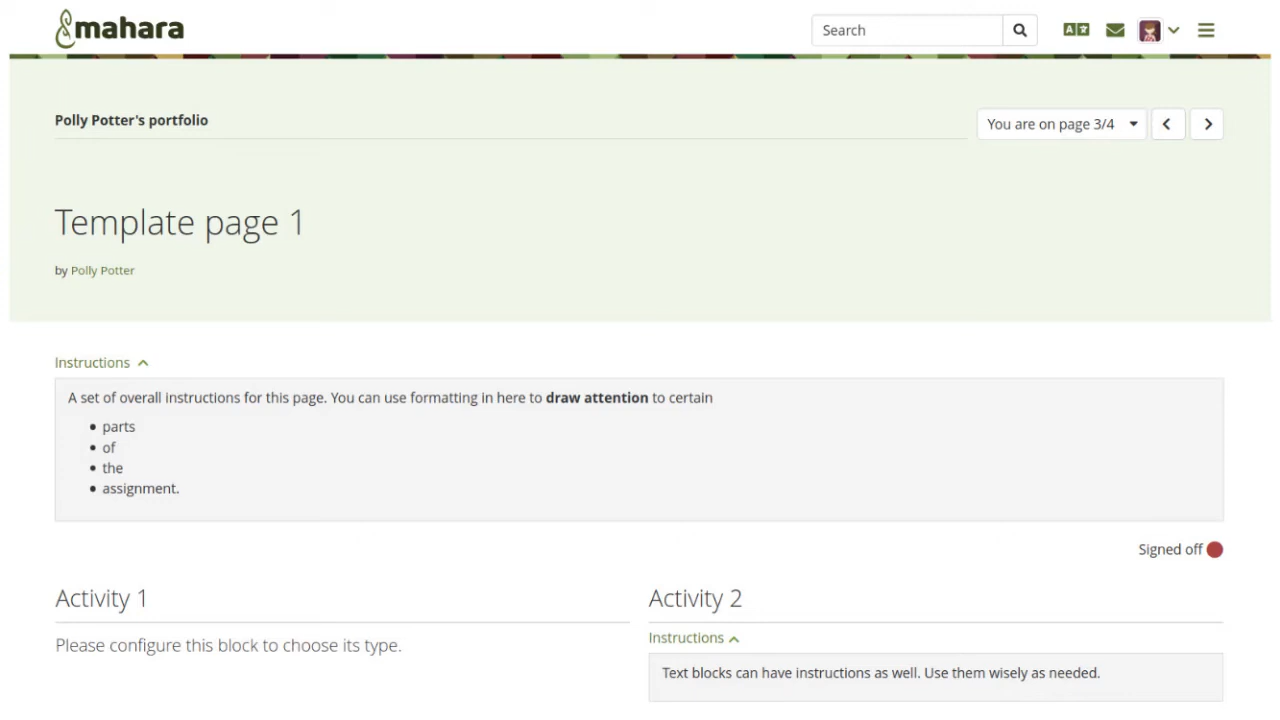 mahara
Search
Polly Potter's portfolio
You are on page 3/4
Template page 1
by Polly Potter
Instructions
A set of overall instructions for this page. You can use formatting in here to draw attention to certain
• parts
• of
• the
• assignment.
Signed off
Activity 1
Please configure this block to choose its type.
Activity 2
Instructions
Text blocks can have instructions as well. Use them wisely as needed.